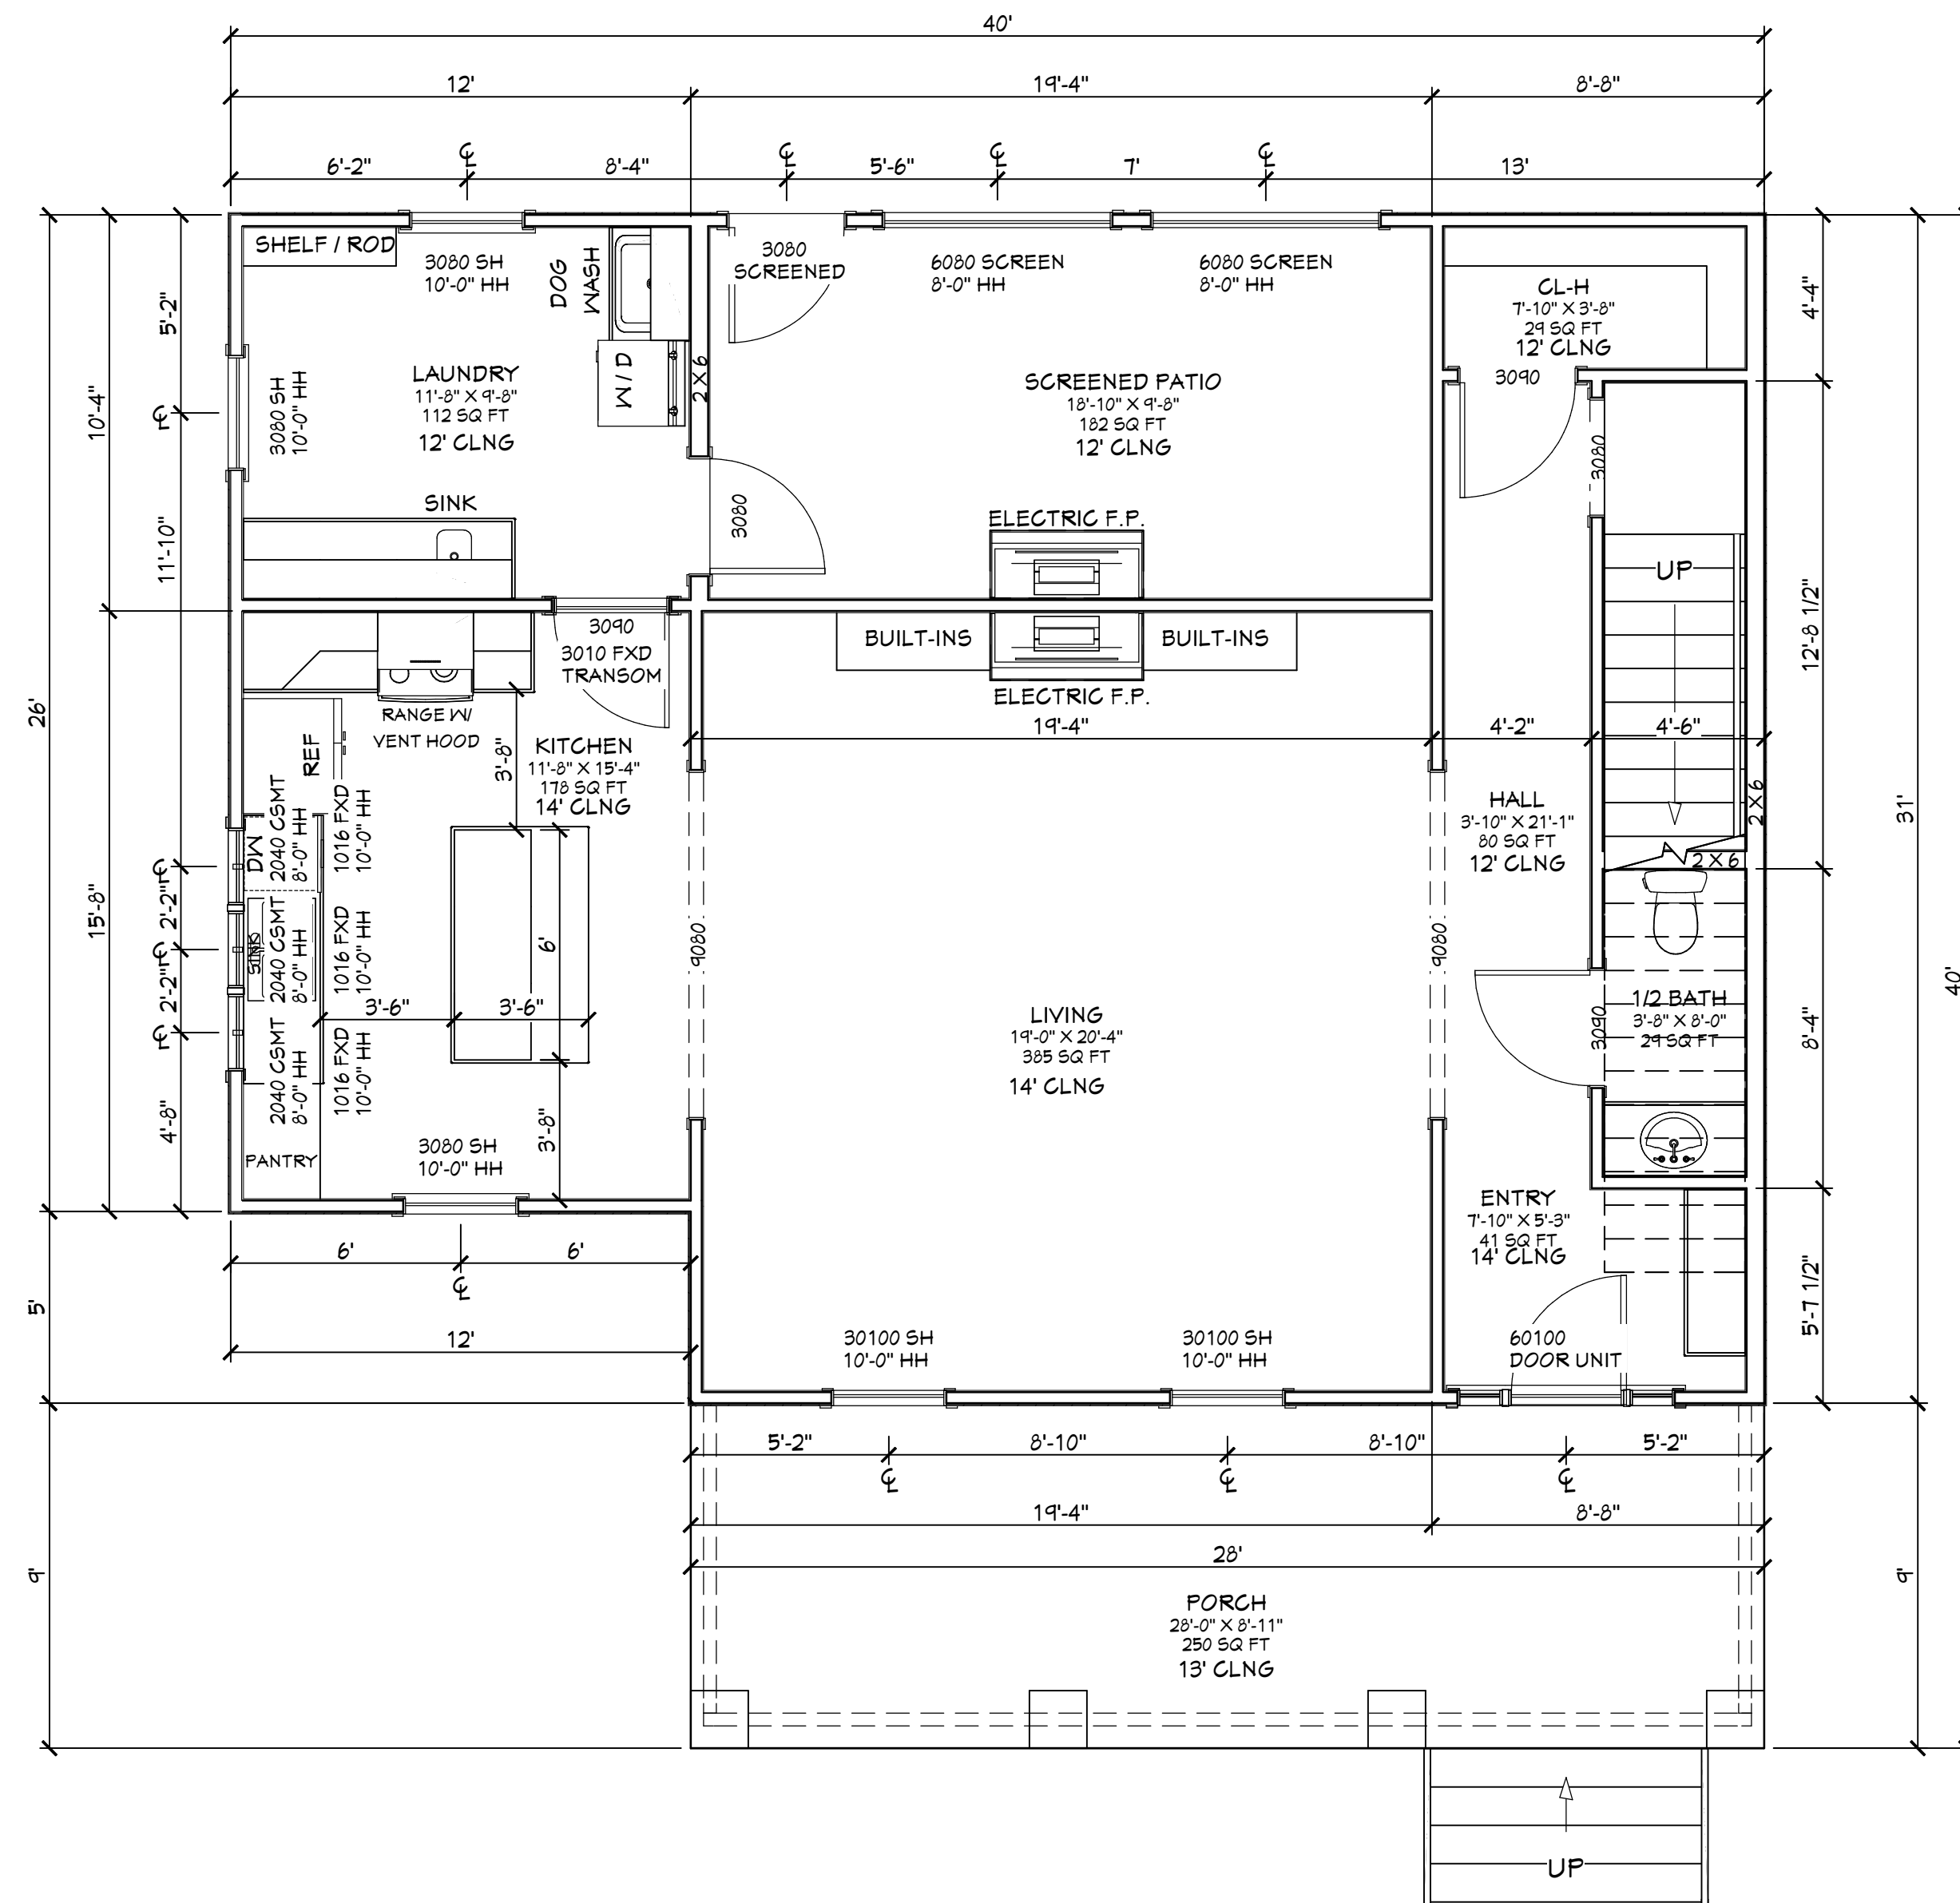 40'
12'
19'-4"
8'-8"
6'-2"
℄
8'-4"
℄
5'-6"
℄
7'
℄
13'
SHELF / ROD
3080 SH
10'-0" HH
DOG
WASH
3080
SCREENED
6080 SCREEN
8'-0" HH
6080 SCREEN
8'-0" HH
CL-H
7'-10" X 3'-8"
29 SQ FT
12' CLNG
3090
5'-2"
℄
11'-10"
10'-4"
26'
3080 SH
10'-0" HH
LAUNDRY
11'-8" X 9'-8"
112 SQ FT
12' CLNG
W/D
2 X 6
SCREENED PATIO
18'-10" X 9'-8"
182 SQ FT
12' CLNG
4'-4"
3080
SINK
3080
ELECTRIC F.P.
UP
12'-8 1/2"
3090
3010 FXD
TRANSOM
BUILT-INS
BUILT-INS
ELECTRIC F.P.
19'-4"
4'-2"
4'-6"
RANGE W/
VENT HOOD
REF
3'-8"
KITCHEN
11'-8" X 15'-4"
178 SQ FT
14' CLNG
HALL
3'-10" X 21'-1"
80 SQ FT
12' CLNG
2 X 6
2 X 6
31'
40'
15'-8"
℄
2'-2"
℄
2'-2"
℄
4'-8"
DW
2040 CSMT
8'-0" HH
1016 FXD
10'-0" HH
SINK
2040 CSMT
8'-0" HH
1016 FXD
10'-0" HH
2040 CSMT
8'-0" HH
1016 FXD
10'-0" HH
6'
3'-6"
3'-6"
3'-8"
9080
9080
LIVING
19'-0" X 20'-4"
385 SQ FT
14' CLNG
1/2 BATH
3'-8" X 8'-0"
29 SQ FT
3090
8'-4"
PANTRY
3080 SH
10'-0" HH
ENTRY
7'-10" X 5'-3"
41 SQ FT
14' CLNG
5'-7 1/2"
6'
6'
℄
12'
5'
30100 SH
10'-0" HH
30100 SH
10'-0" HH
60100
DOOR UNIT
5'-2"
8'-10"
8'-10"
5'-2"
℄
℄
℄
19'-4"
8'-8"
28'
9'
9'
PORCH
28'-0" X 8'-11"
250 SQ FT
13' CLNG
UP